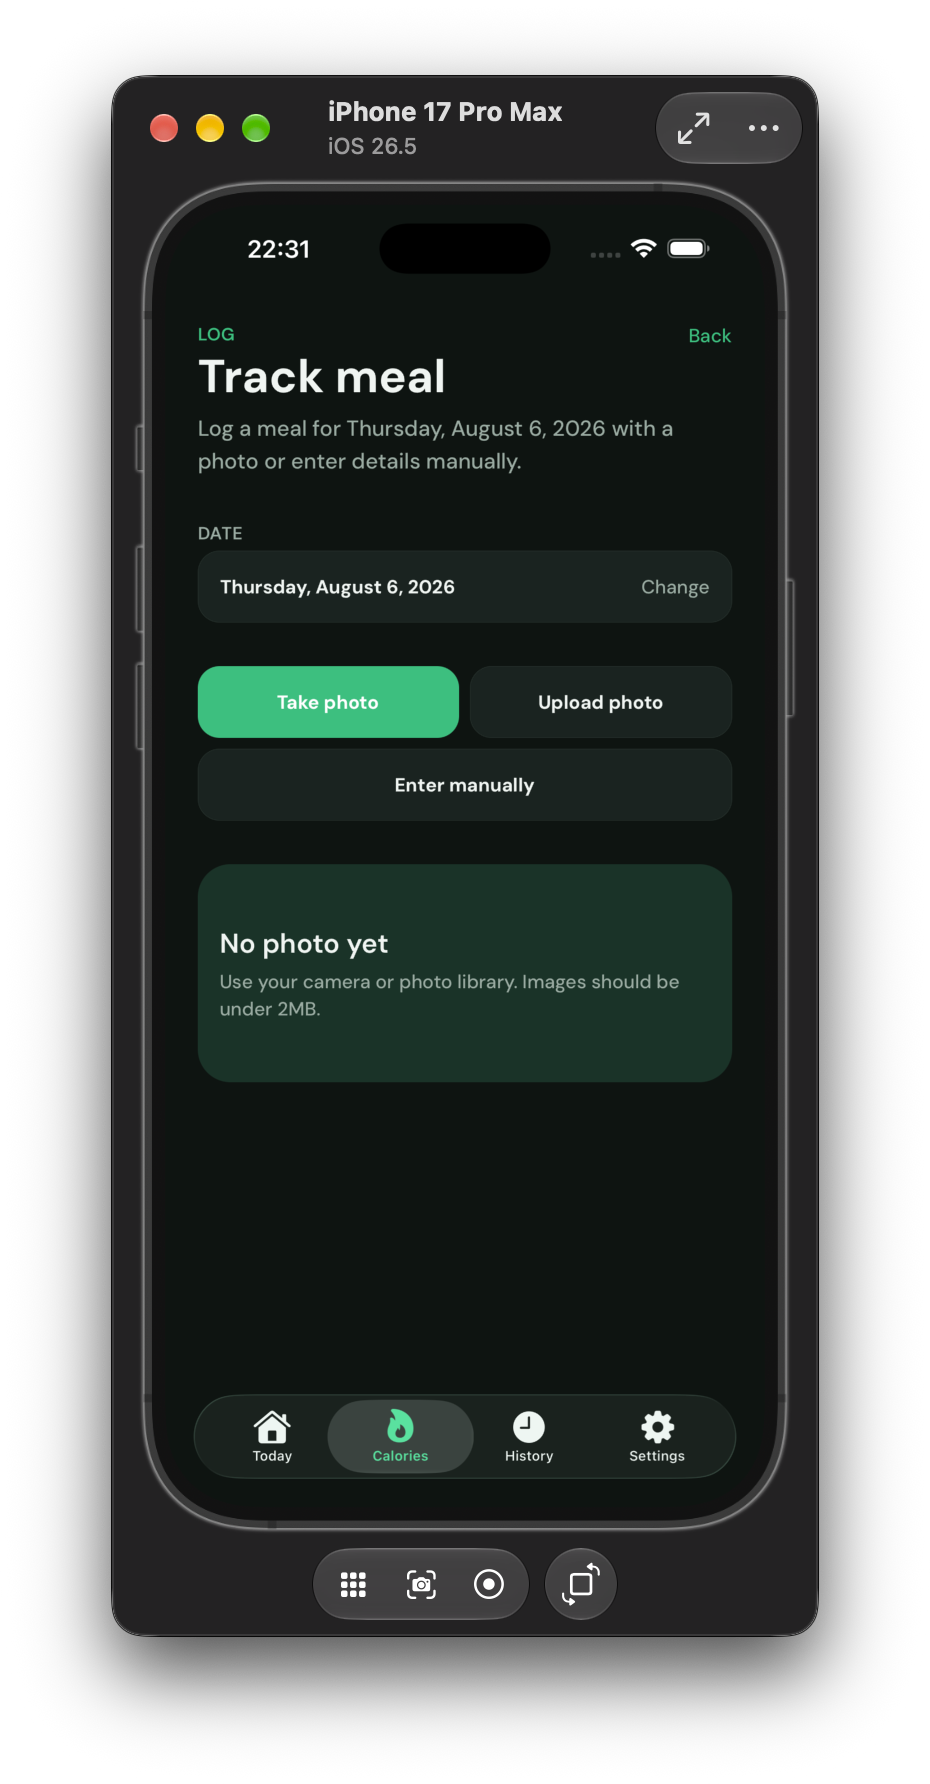 iPhone 17 Pro Max
iOS 26.5
22:31
LOG
Back
Track meal
Log a meal for Thursday, August 6, 2026 with a
photo or enter details manually.
DATE
Thursday, August 6, 2026
Change
Take photo
Upload photo
Enter manually
No photo yet
Use your camera or photo library. Images should be
under 2MB.
Today
Calories
History
Settings